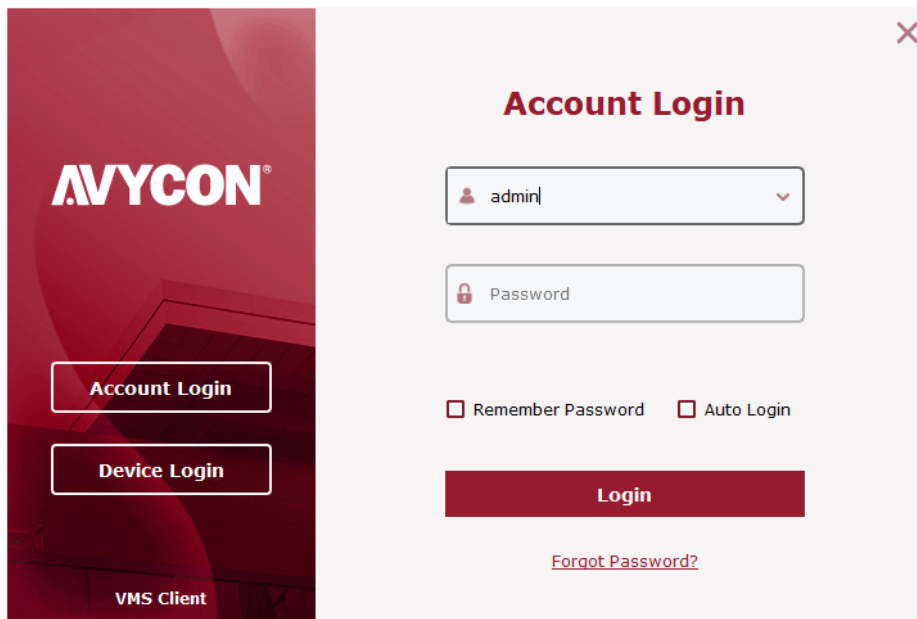 AVYCON®
Account Login
Device Login
VMS Client
Account Login
admin
Password
Remember Password
Auto Login
Login
Forgot Password?